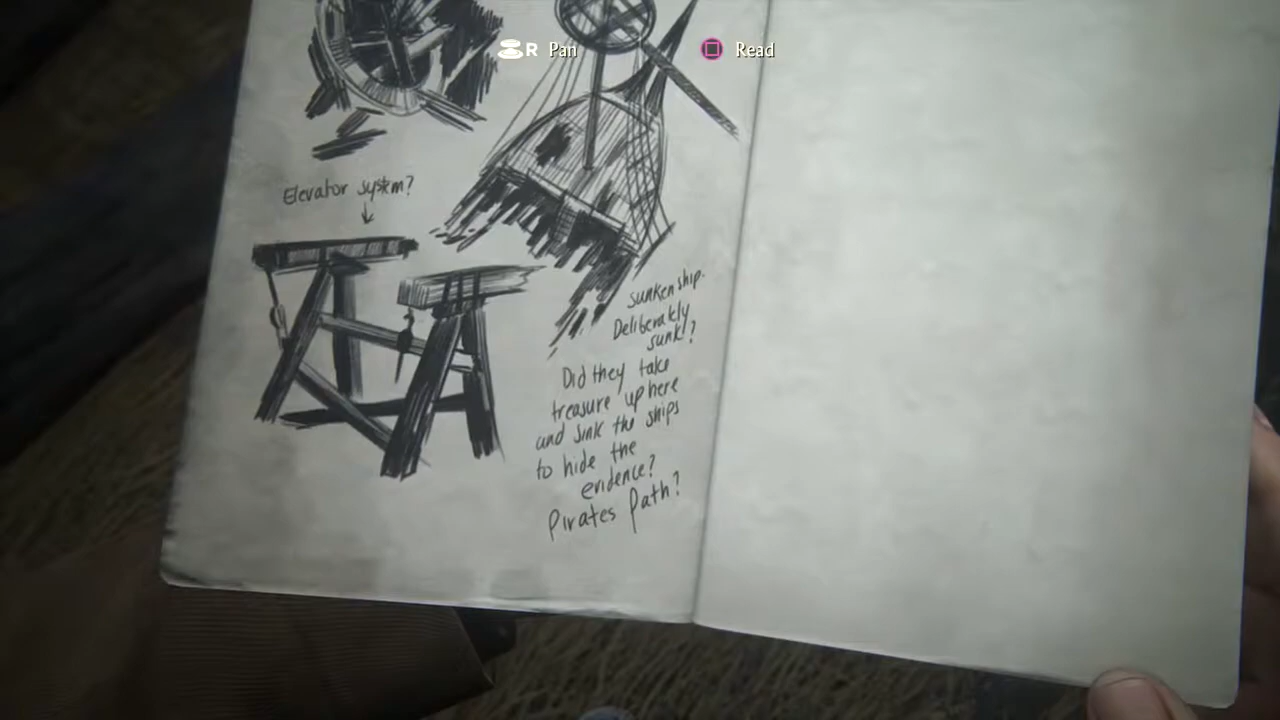 R Pan
Read
Elevator system?
Sunken ship.
Deliberately
sunk!?
Did they take
treasure up here
and sink the ships
to hide the
evidence?
Pirates Path?